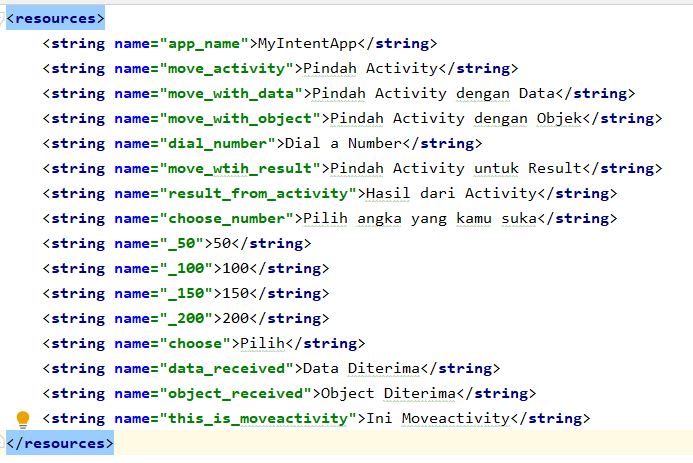 <resources>
<string name="app_name">MyIntentApp</string>
<string name="move_activity">Pindah Activity</string>
<string name="move_with_data">Pindah Activity dengan Data</string>
<string name="move_with_object">Pindah Activity dengan Objek</string>
<string name="dial_number">Dial a Number</string>
<string name="move_wtih_result">Pindah Activity untuk Result</string>
<string name="result_from_activity">Hasil dari Activity</string>
<string name="choose_number">Pilih angka yang kamu suka</string>
<string name="_50">50</string>
<string name="_100">100</string>
<string name="_150">150</string>
<string name="_200">200</string>
<string name="choose">Pilih</string>
<string name="data_received">Data Diterima</string>
<string name="object_received">Object Diterima</string>
<string name="this_is_moveactivity">Ini Moveactivity</string>
</resources>